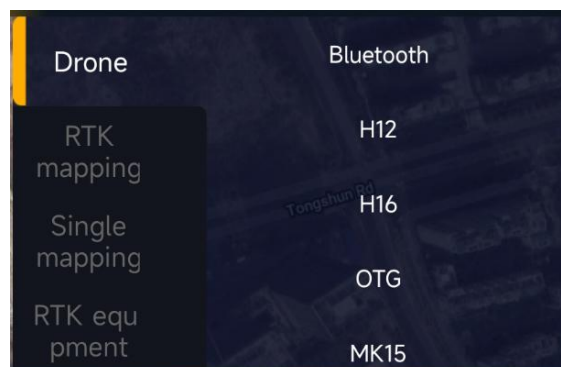 Drone
RTK
mapping
Single
mapping
RTK equ
pment
Bluetooth
H12
Tongshun Rd
H16
OTG
MK15